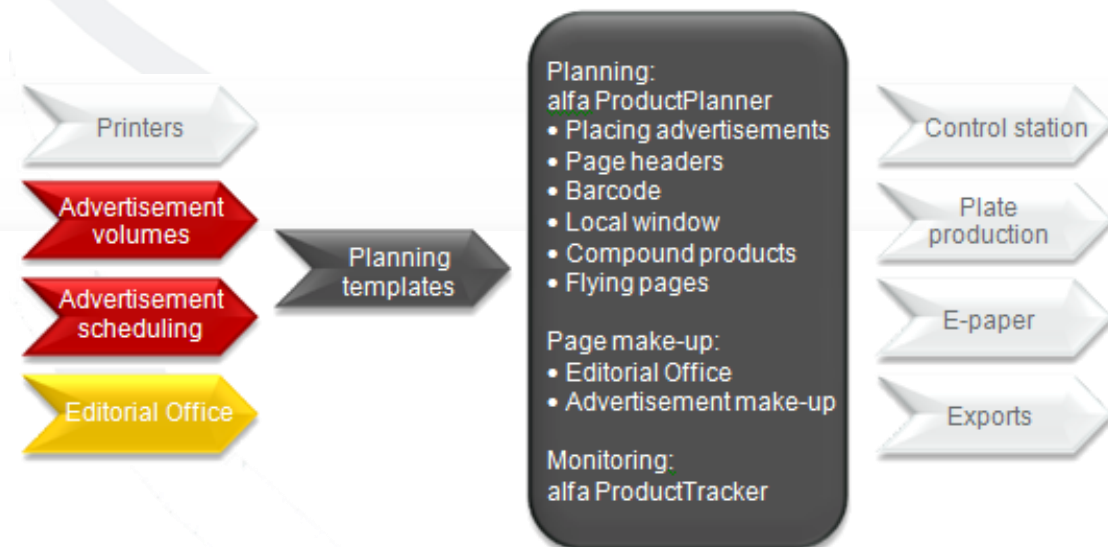 Printers
Advertisement
volumes
Advertisement
scheduling
Editorial Office
Planning
templates
Planning:
alfa ProductPlanner
• Placing advertisements
• Page headers
• Barcode
• Local window
• Compound products
• Flying pages
Page make-up:
• Editorial Office
• Advertisement make-up
Monitoring:
alfa ProductTracker
Control station
Plate
production
E-paper
Exports